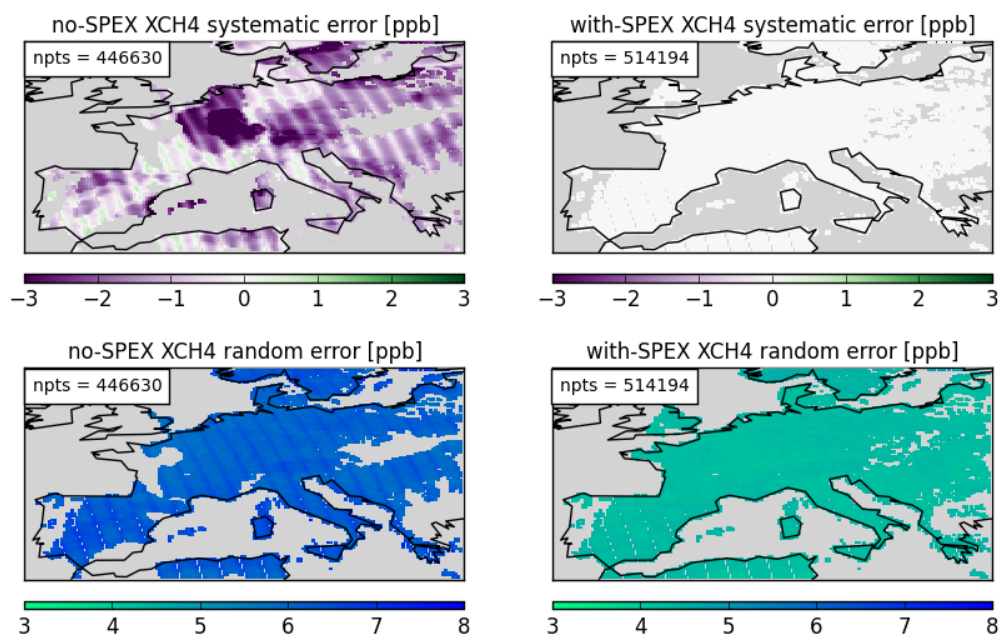 no-SPEX XCH4 systematic error [ppb]
npts = 446630
−3 −2 −1 0 1 2 3
with-SPEX XCH4 systematic error [ppb]
npts = 514194
−3 −2 −1 0 1 2 3
no-SPEX XCH4 random error [ppb]
npts = 446630
3 4 5 6 7 8
with-SPEX XCH4 random error [ppb]
npts = 514194
3 4 5 6 7 8